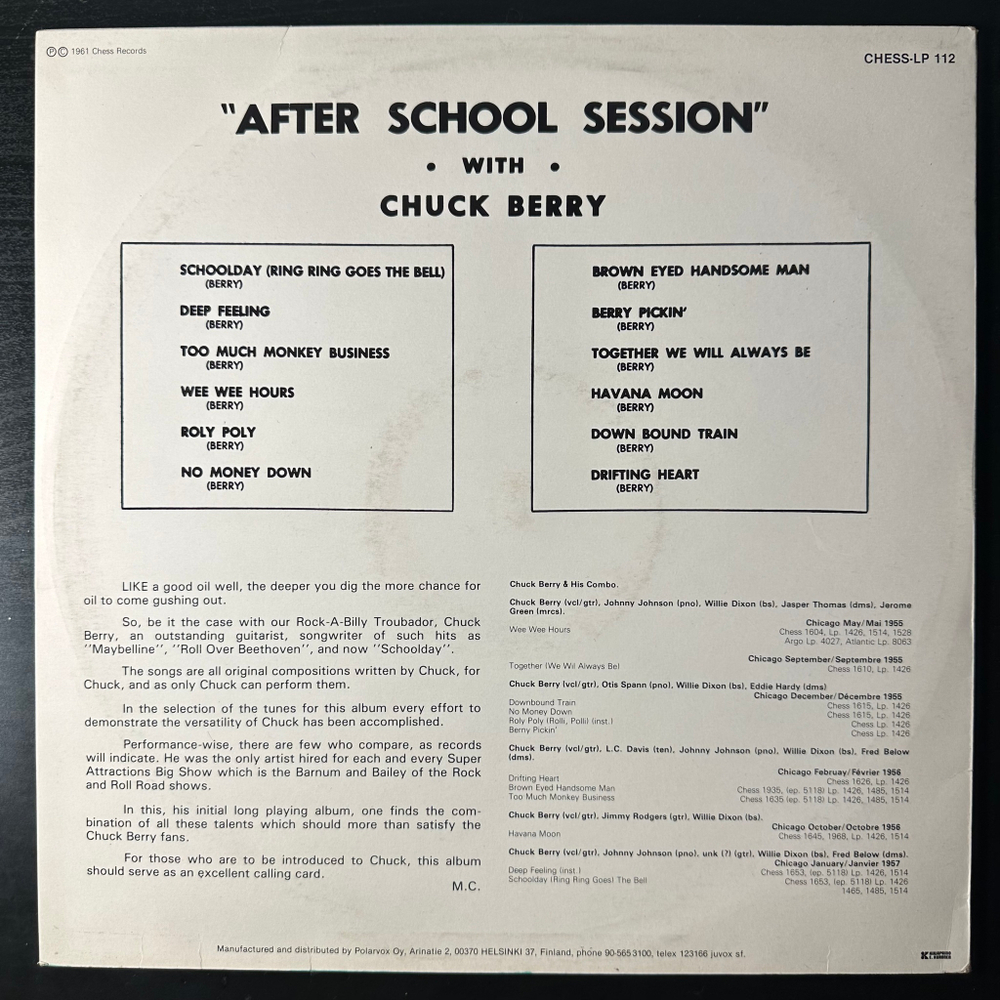 Ⓟ© 1961 Chess Records
CHESS-LP 112
"AFTER SCHOOL SESSION"
• WITH •
CHUCK BERRY
SCHOOLDAY (RING RING GOES THE BELL)
(BERRY)
DEEP FEELING
(BERRY)
TOO MUCH MONKEY BUSINESS
(BERRY)
WEE WEE HOURS
(BERRY)
ROLY POLY
(BERRY)
NO MONEY DOWN
(BERRY)
BROWN EYED HANDSOME MAN
(BERRY)
BERRY PICKIN'
(BERRY)
TOGETHER WE WILL ALWAYS BE
(BERRY)
HAVANA MOON
(BERRY)
DOWN BOUND TRAIN
(BERRY)
DRIFTING HEART
(BERRY)
LIKE a good oil well, the deeper you dig the more chance for
oil to come gushing out.
So, be it the case with our Rock-A-Billy Troubador, Chuck
Berry, an outstanding guitarist, songwriter of such hits as
''Maybelline'', ''Roll Over Beethoven'', and now ''Schoolday''.
The songs are all original compositions written by Chuck, for
Chuck, and as only Chuck can perform them.
In the selection of the tunes for this album every effort to
demonstrate the versatility of Chuck has been accomplished.
Performance-wise, there are few who compare, as records
will indicate. He was the only artist hired for each and every Super
Attractions Big Show which is the Barnum and Bailey of the Rock
and Roll Road shows.
In this, his initial long playing album, one finds the com-
bination of all these talents which should more than satisfy the
Chuck Berry fans.
For those who are to be introduced to Chuck, this album
should serve as an excellent calling card.
M.C.
Chuck Berry & His Combo.
Chuck Berry (vcl/gtr), Johnny Johnson (pno), Willie Dixon (bs), Jasper Thomas (dms), Jerome
Green (mrcs).
Chicago May/Mai 1955
Wee Wee Hours Chess 1604, Lp. 1426, 1514, 1528
Argo Lp. 4027, Atlantic Lp. 8063
Chicago September/Septembre 1955
Together (We Wil Always Be) Chess 1610, Lp. 1426
Chuck Berry (vcl/gtr), Otis Spann (pno), Willie Dixon (bs), Eddie Hardy (dms)
Chicago December/Décembre 1955
Downbound Train Chess 1615, Lp. 1426
No Money Down Chess 1615, Lp. 1426
Roly Poly (Rolli, Polli) (inst.) Chess Lp. 1426
Berny Pickin' Chess Lp. 1426
Chuck Berry (vcl/gtr), L.C. Davis (ten), Johnny Johnson (pno), Willie Dixon (bs), Fred Below
(dms).
Chicago Februay/Février 1956
Drifting Heart Chess 1626, Lp. 1426
Brown Eyed Handsome Man Chess 1935, (ep. 5118) Lp. 1426, 1485, 1514
Too Much Monkey Business Chess 1635 (ep. 5118) Lp. 1426, 1485, 1514
Chuck Berry (vcl/gtr), Jimmy Rodgers (gtr), Willie Dixon (bs).
Chicago October/Octobre 1956
Havana Moon Chess 1645, 1968, Lp. 1426, 1514
Chuck Berry (vcl/gtr), Johnny Johnson (pno), unk (?) (gtr), Willie Dixon (bs), Fred Below (dms).
Chicago January/Janvier 1957
Deep Feeling (inst.) Chess 1653, (ep. 5118) Lp. 1426, 1514
Schoolday (Ring Ring Goes) The Bell Chess 1653, (ep. 5118) Lp. 1426
1465, 1485, 1514
Manufactured and distributed by Polarvox Oy, Arinatie 2, 00370 HELSINKI 37, Finland, phone 90-565 3100, telex 123166 juvox sf.